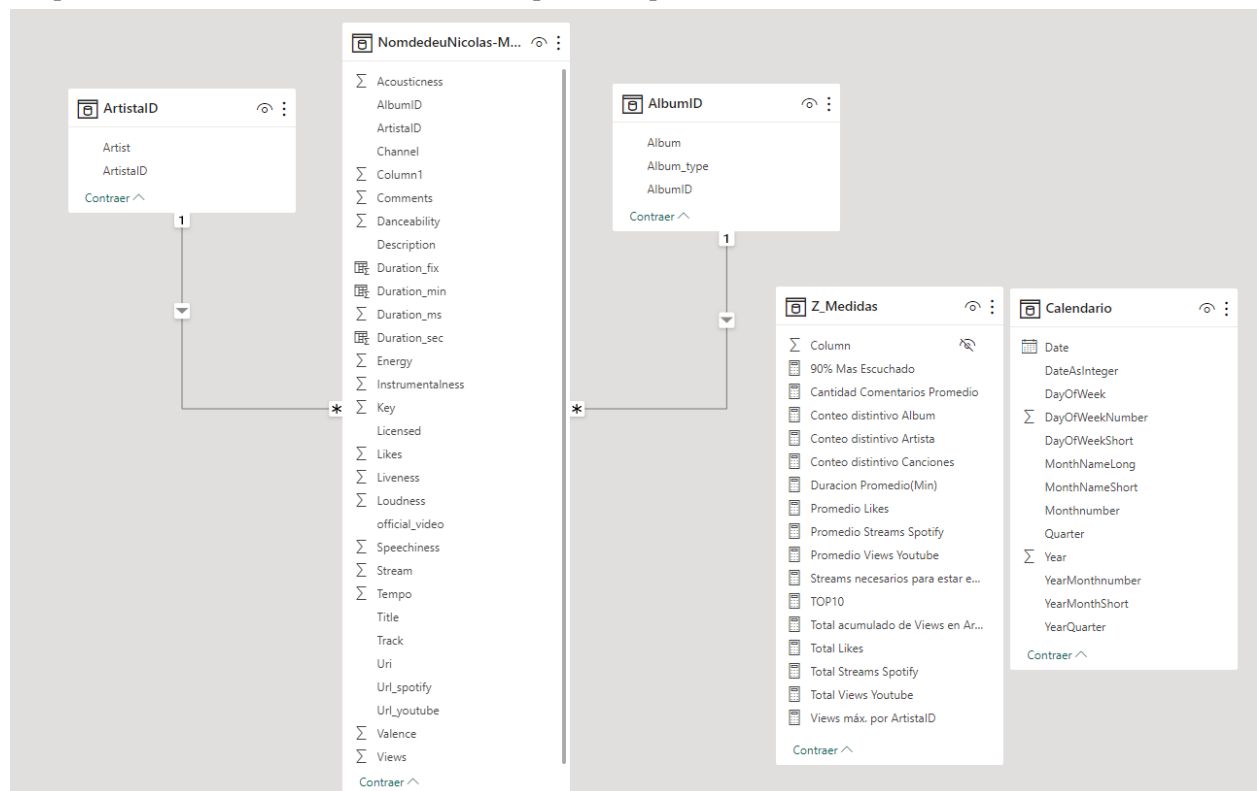 NomdedeuNicolas-M...
Acousticness
AlbumID
ArtistaID
Channel
Column1
Comments
Danceability
Description
Duration_fix
Duration_min
Duration_ms
Duration_sec
Energy
Instrumentalness
Key
Licensed
Likes
Liveness
Loudness
official_video
Speechiness
Stream
Tempo
Title
Track
Uri
Url_spotify
Url_youtube
Valence
Views
Contraer
ArtistaID
Artist
ArtistaID
Contraer
1
*
AlbumID
Album
Album_type
AlbumID
Contraer
1
*
Z_Medidas
Column
90% Mas Escuchado
Cantidad Comentarios Promedio
Conteo distintivo Album
Conteo distintivo Artista
Conteo distintivo Canciones
Duracion Promedio(Min)
Promedio Likes
Promedio Streams Spotify
Promedio Views Youtube
Streams necesarios para estar e...
TOP10
Total acumulado de Views en Ar...
Total Likes
Total Streams Spotify
Total Views Youtube
Views máx. por ArtistaID
Contraer
Calendario
Date
DateAsInteger
DayOfWeek
DayOfWeekNumber
DayOfWeekShort
MonthNameLong
MonthNameShort
Monthnumber
Quarter
Year
YearMonthnumber
YearMonthShort
YearQuarter
Contraer